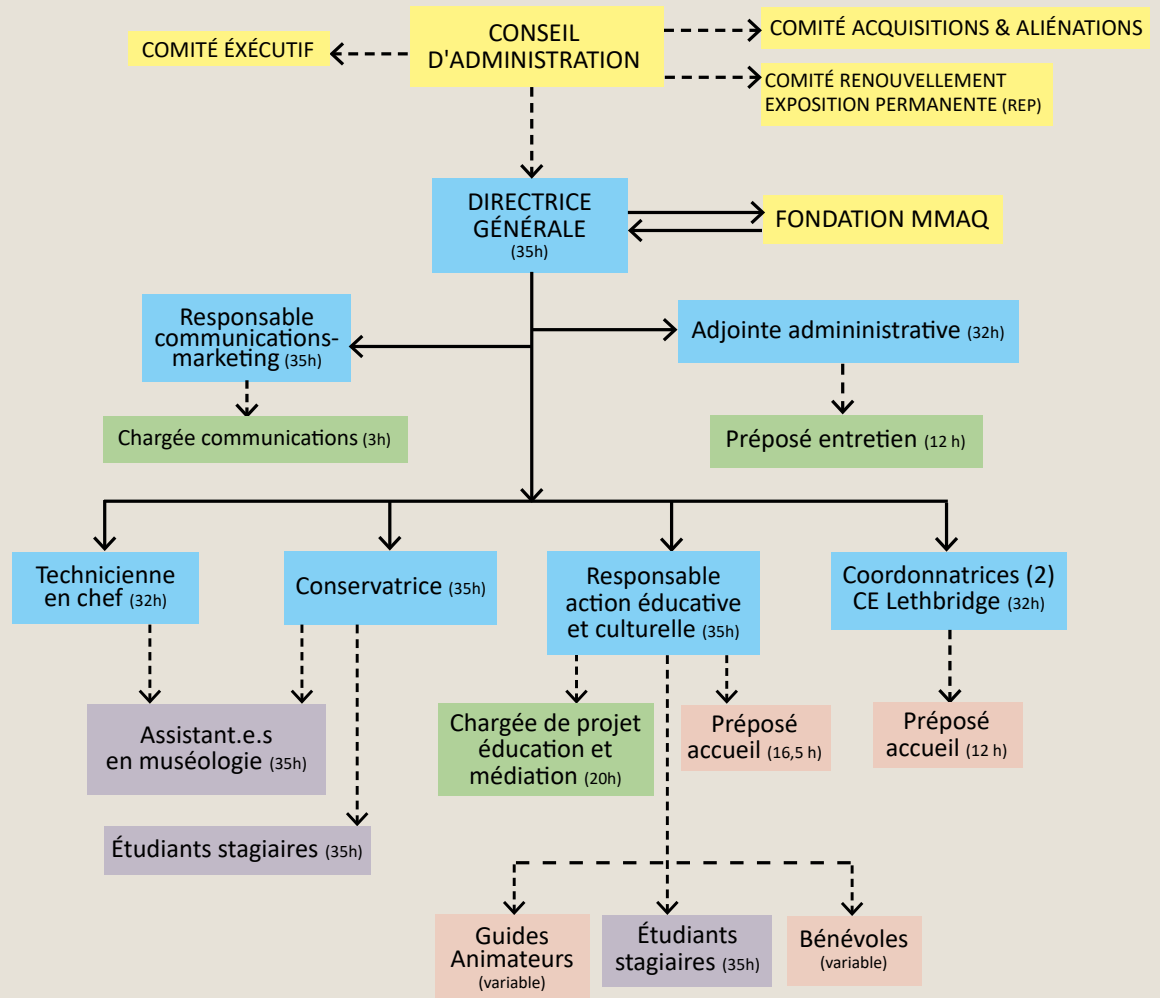 COMITÉ ÉXÉCUTIF
CONSEIL
D'ADMINISTRATION
COMITÉ ACQUISITIONS & ALIÉNATIONS
COMITÉ RENOUVELLEMENT
EXPOSITION PERMANENTE (REP)
DIRECTRICE
GÉNÉRALE
(35h)
FONDATION MMAQ
Responsable
communications-
marketing (35h)
Adjointe admininistrative (32h)
Chargée communications (3h)
Préposé entretien (12 h)
Technicienne
en chef (32h)
Conservatrice (35h)
Responsable
action éducative
et culturelle (35h)
Coordonnatrices (2)
CE Lethbridge (32h)
Assistant.e.s
en muséologie (35h)
Chargée de projet
éducation et
médiation (20h)
Préposé
accueil (16,5 h)
Préposé
accueil (12 h)
Étudiants stagiaires (35h)
Guides
Animateurs
(variable)
Étudiants
stagiaires (35h)
Bénévoles
(variable)